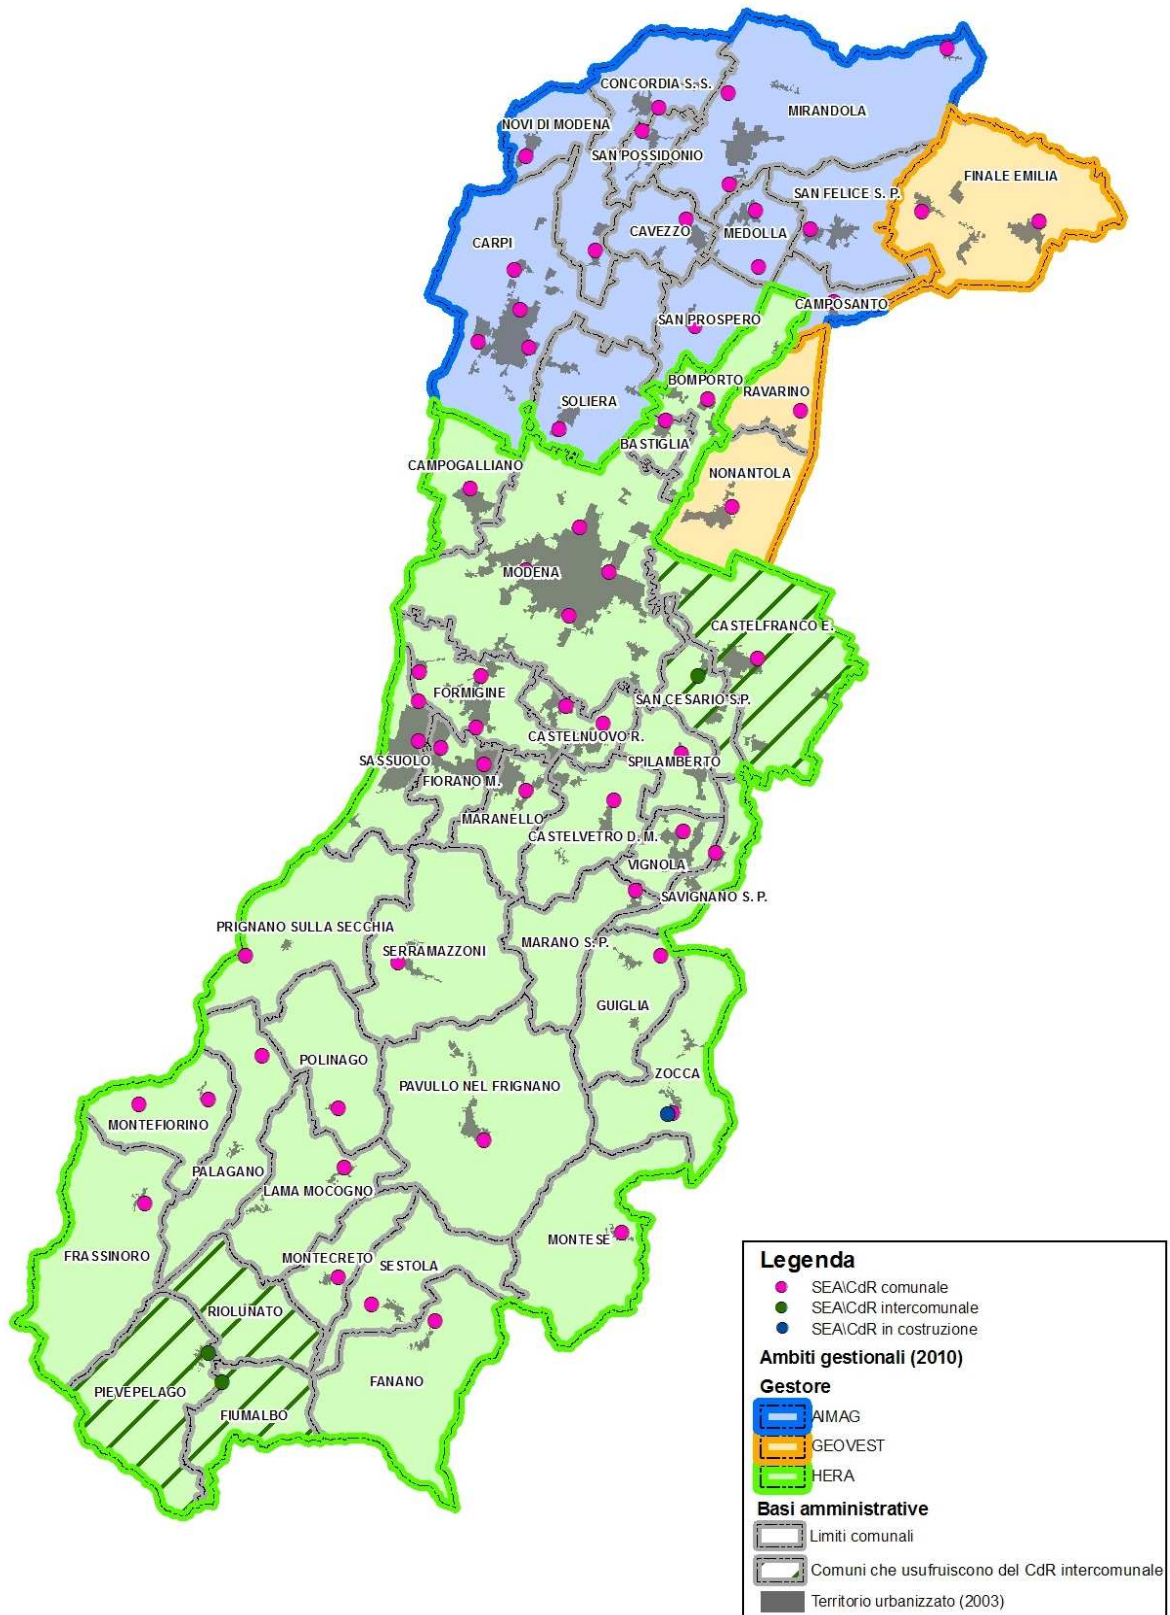 CONCORDIA S. S.
MIRANDOLA
NOVI DI MODENA
SAN POSSIDONIO
FINALE EMILIA
SAN FELICE S. P.
CAVEZZO
MEDOLLA
CARPI
CAMPOSANTO
SAN PROSPERO
BOMPORTO
RAVARINO
SOLIERA
BASTIGLIA
CAMPOGALLIANO
NONANTOLA
MODENA
CASTELFRANCO E.
FORMIGINE
SAN CESARIO S.P.
CASTELNUOVO R.
SASSUOLO
SPILAMBERTO
FIORANO M.
MARANELLO
CASTELVETRO D. M.
VIGNOLA
SAVIGNANO S. P.
PRIGNANO SULLA SECCHIA
SERRAMAZZONI
MARANO S. P.
GUIGLIA
POLINAGO
ZOCCA
PAVULLO NEL FRIGNANO
MONTEFIORINO
PALAGANO
LAMA MOCOGNO
MONTESE
FRASSINORO
MONTECRETO
SESTOLA
RIOLUNATO
PIEVEPELAGO
FANANO
FIUMALBO
Legenda
SEA\CdR comunale
SEA\CdR intercomunale
SEA\CdR in costruzione
Ambiti gestionali (2010)
Gestore
AIMAG
GEOVEST
HERA
Basi amministrative
Limiti comunali
Comuni che usufruiscono del CdR intercomunale
Territorio urbanizzato (2003)